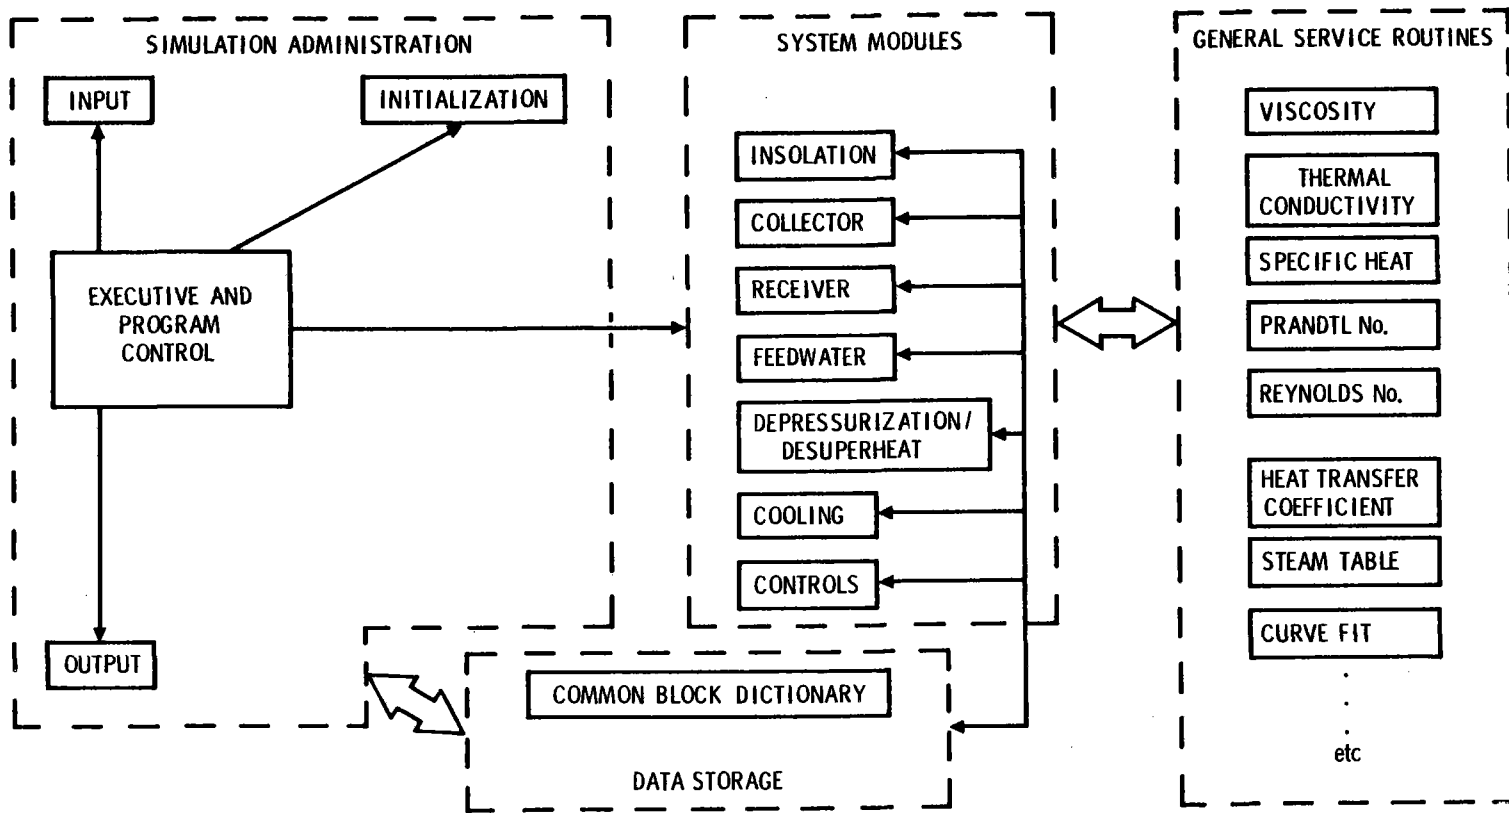 SIMULATION ADMINISTRATION
INPUT
INITIALIZATION
EXECUTIVE AND
PROGRAM
CONTROL
OUTPUT
SYSTEM MODULES
INSOLATION
COLLECTOR
RECEIVER
FEEDWATER
DEPRESSURIZATION/
DESUPERHEAT
COOLING
CONTROLS
COMMON BLOCK DICTIONARY
DATA STORAGE
GENERAL SERVICE ROUTINES
VISCOSITY
THERMAL
CONDUCTIVITY
SPECIFIC HEAT
PRANDTL No.
REYNOLDS No.
HEAT TRANSFER
COEFFICIENT
STEAM TABLE
CURVE FIT
.
.
.
etc